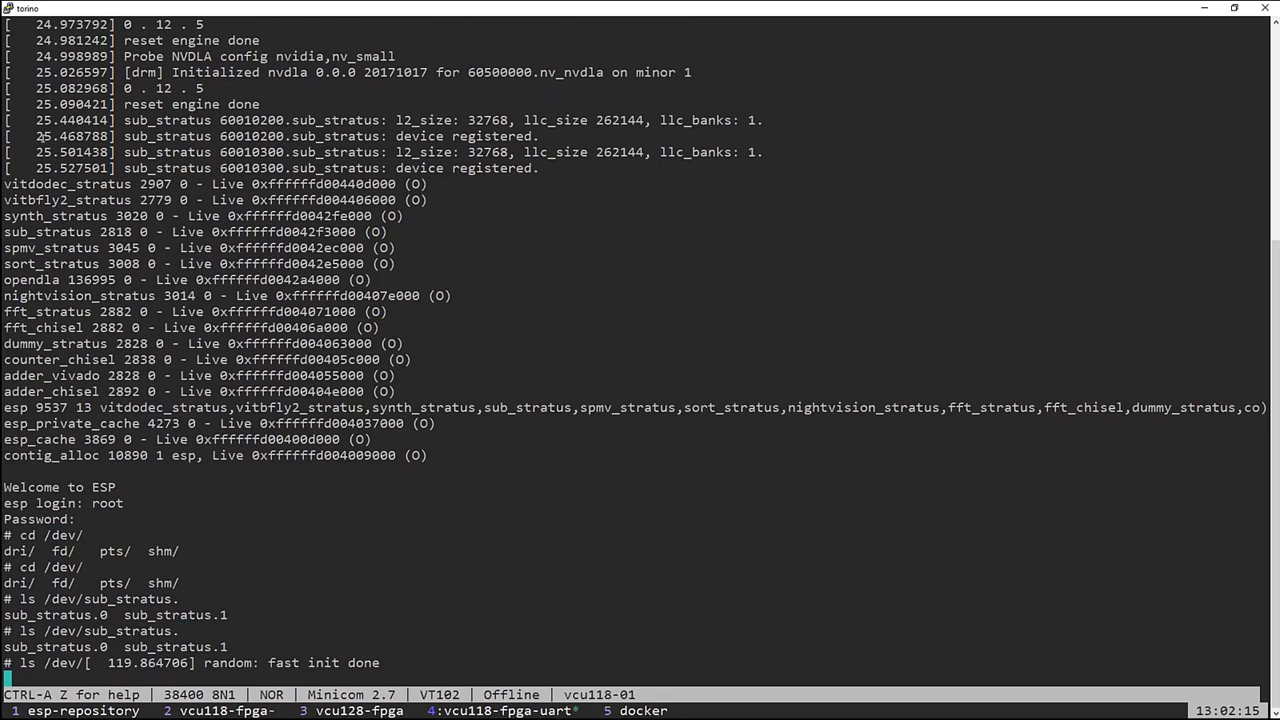 torino
[   24.973792] 0 . 12 . 5
[   24.981242] reset engine done
[   24.998989] Probe NVDLA config nvidia,nv_small
[   25.026597] [drm] Initialized nvdla 0.0.0 20171017 for 60500000.nv_nvdla on minor 1
[   25.082968] 0 . 12 . 5
[   25.090421] reset engine done
[   25.440414] sub_stratus 60010200.sub_stratus: l2_size: 32768, llc_size 262144, llc_banks: 1.
[   25.468788] sub_stratus 60010200.sub_stratus: device registered.
[   25.501438] sub_stratus 60010300.sub_stratus: l2_size: 32768, llc_size 262144, llc_banks: 1.
[   25.527501] sub_stratus 60010300.sub_stratus: device registered.
vitdodec_stratus 2907 0 - Live 0xffffffd00440d000 (O)
vitbfly2_stratus 2779 0 - Live 0xffffffd004406000 (O)
synth_stratus 3020 0 - Live 0xffffffd0042fe000 (O)
sub_stratus 2818 0 - Live 0xffffffd0042f3000 (O)
spmv_stratus 3045 0 - Live 0xffffffd0042ec000 (O)
sort_stratus 3008 0 - Live 0xffffffd0042e5000 (O)
opendla 136995 0 - Live 0xffffffd0042a4000 (O)
nightvision_stratus 3014 0 - Live 0xffffffd00407e000 (O)
fft_stratus 2882 0 - Live 0xffffffd004071000 (O)
fft_chisel 2882 0 - Live 0xffffffd00406a000 (O)
dummy_stratus 2828 0 - Live 0xffffffd004063000 (O)
counter_chisel 2838 0 - Live 0xffffffd00405c000 (O)
adder_vivado 2828 0 - Live 0xffffffd004055000 (O)
adder_chisel 2892 0 - Live 0xffffffd00404e000 (O)
esp 9537 13 vitdodec_stratus,vitbfly2_stratus,synth_stratus,sub_stratus,spmv_stratus,sort_stratus,nightvision_stratus,fft_stratus,fft_chisel,dummy_stratus,co)
esp_private_cache 4273 0 - Live 0xffffffd004037000 (O)
esp_cache 3869 0 - Live 0xffffffd00400d000 (O)
contig_alloc 10890 1 esp, Live 0xffffffd004009000 (O)
Welcome to ESP
esp login: root
Password:
# cd /dev/
dri/  fd/   pts/  shm/
# cd /dev/
dri/  fd/   pts/  shm/
# ls /dev/sub_stratus.
sub_stratus.0  sub_stratus.1
# ls /dev/sub_stratus.
sub_stratus.0  sub_stratus.1
# ls /dev/[  119.864706] random: fast init done
CTRL-A Z for help | 38400 8N1 | NOR | Minicom 2.7 | VT102 | Offline | vcu118-01
1 esp-repository   2 vcu118-fpga-   3 vcu128-fpga   4:vcu118-fpga-uart*   5 docker   13:02:15